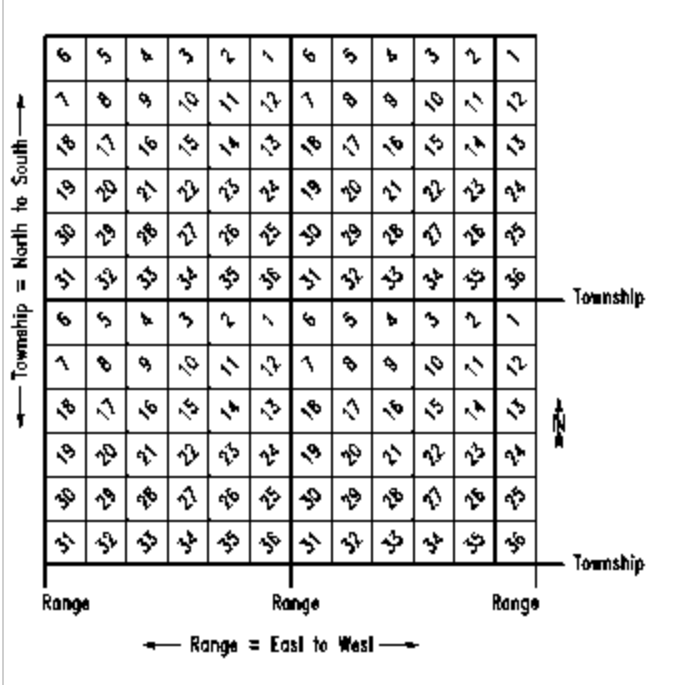 6 5 4 3 2 1 6 5 4 3 2 1
7 8 9 10 11 12 7 8 9 10 11 12
18 17 16 15 14 13 18 17 16 15 14 13
19 20 21 22 23 24 19 20 21 22 23 24
30 29 28 27 26 25 30 29 28 27 26 25
31 32 33 34 35 36 31 32 33 34 35 36
Township
6 5 4 3 2 1 6 5 4 3 2 1
7 8 9 10 11 12 7 8 9 10 11 12
18 17 16 15 14 13 18 17 16 15 14 13
19 20 21 22 23 24 19 20 21 22 23 24
30 29 28 27 26 25 30 29 28 27 26 25
31 32 33 34 35 36 31 32 33 34 35 36
Township
Township = North to South
N
Range Range Range
Range = East to West